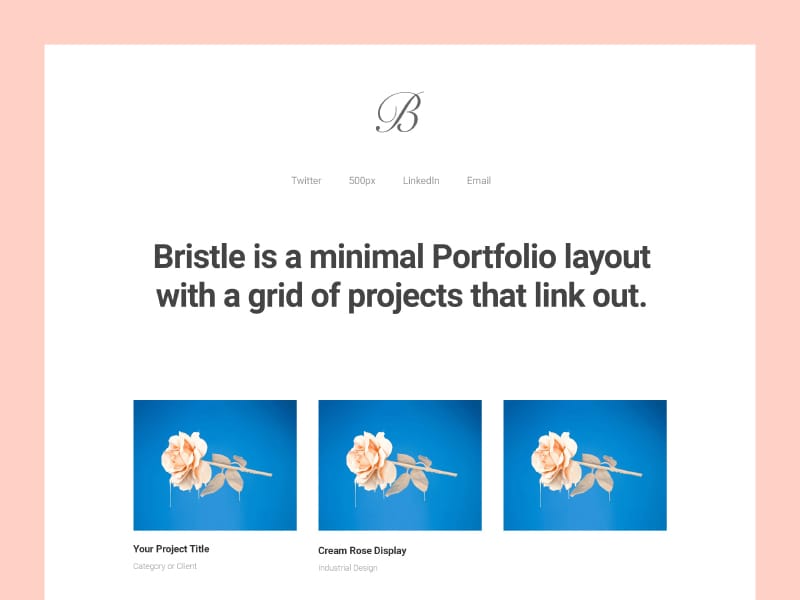 B
Twitter 500px LinkedIn Email
Bristle is a minimal Portfolio layout
with a grid of projects that link out.
Your Project Title
Category or Client
Cream Rose Display
Industrial Design